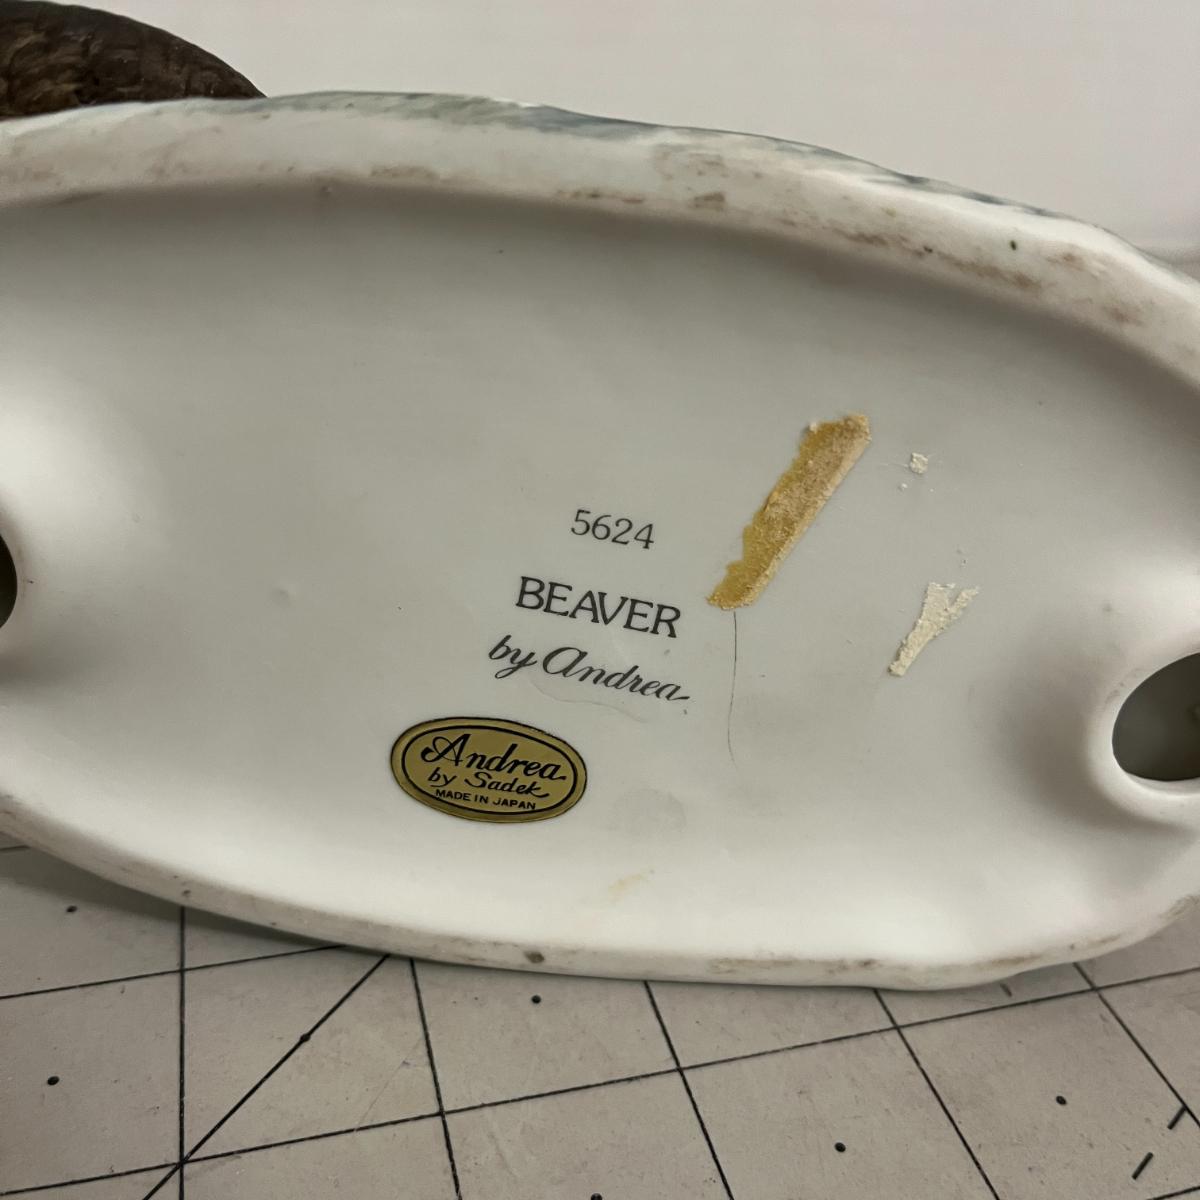 5624
BEAVER
by Andrea
Andrea
by Sadek
MADE IN JAPAN